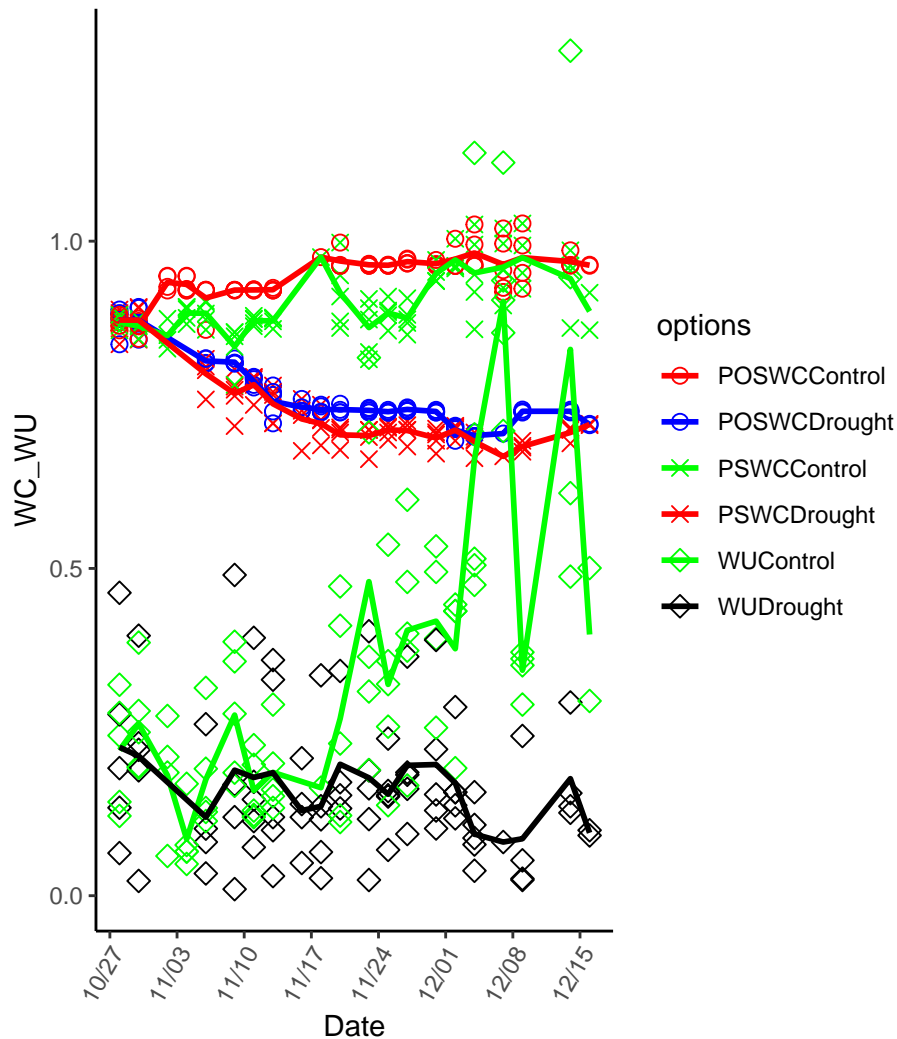 WC_WU
1.0
0.5
0.0
10/27
11/03
11/10
11/17
11/24
12/01
12/08
12/15
Date
options
POSWCControl
POSWCDrought
PSWCControl
PSWCDrought
WUControl
WUDrought